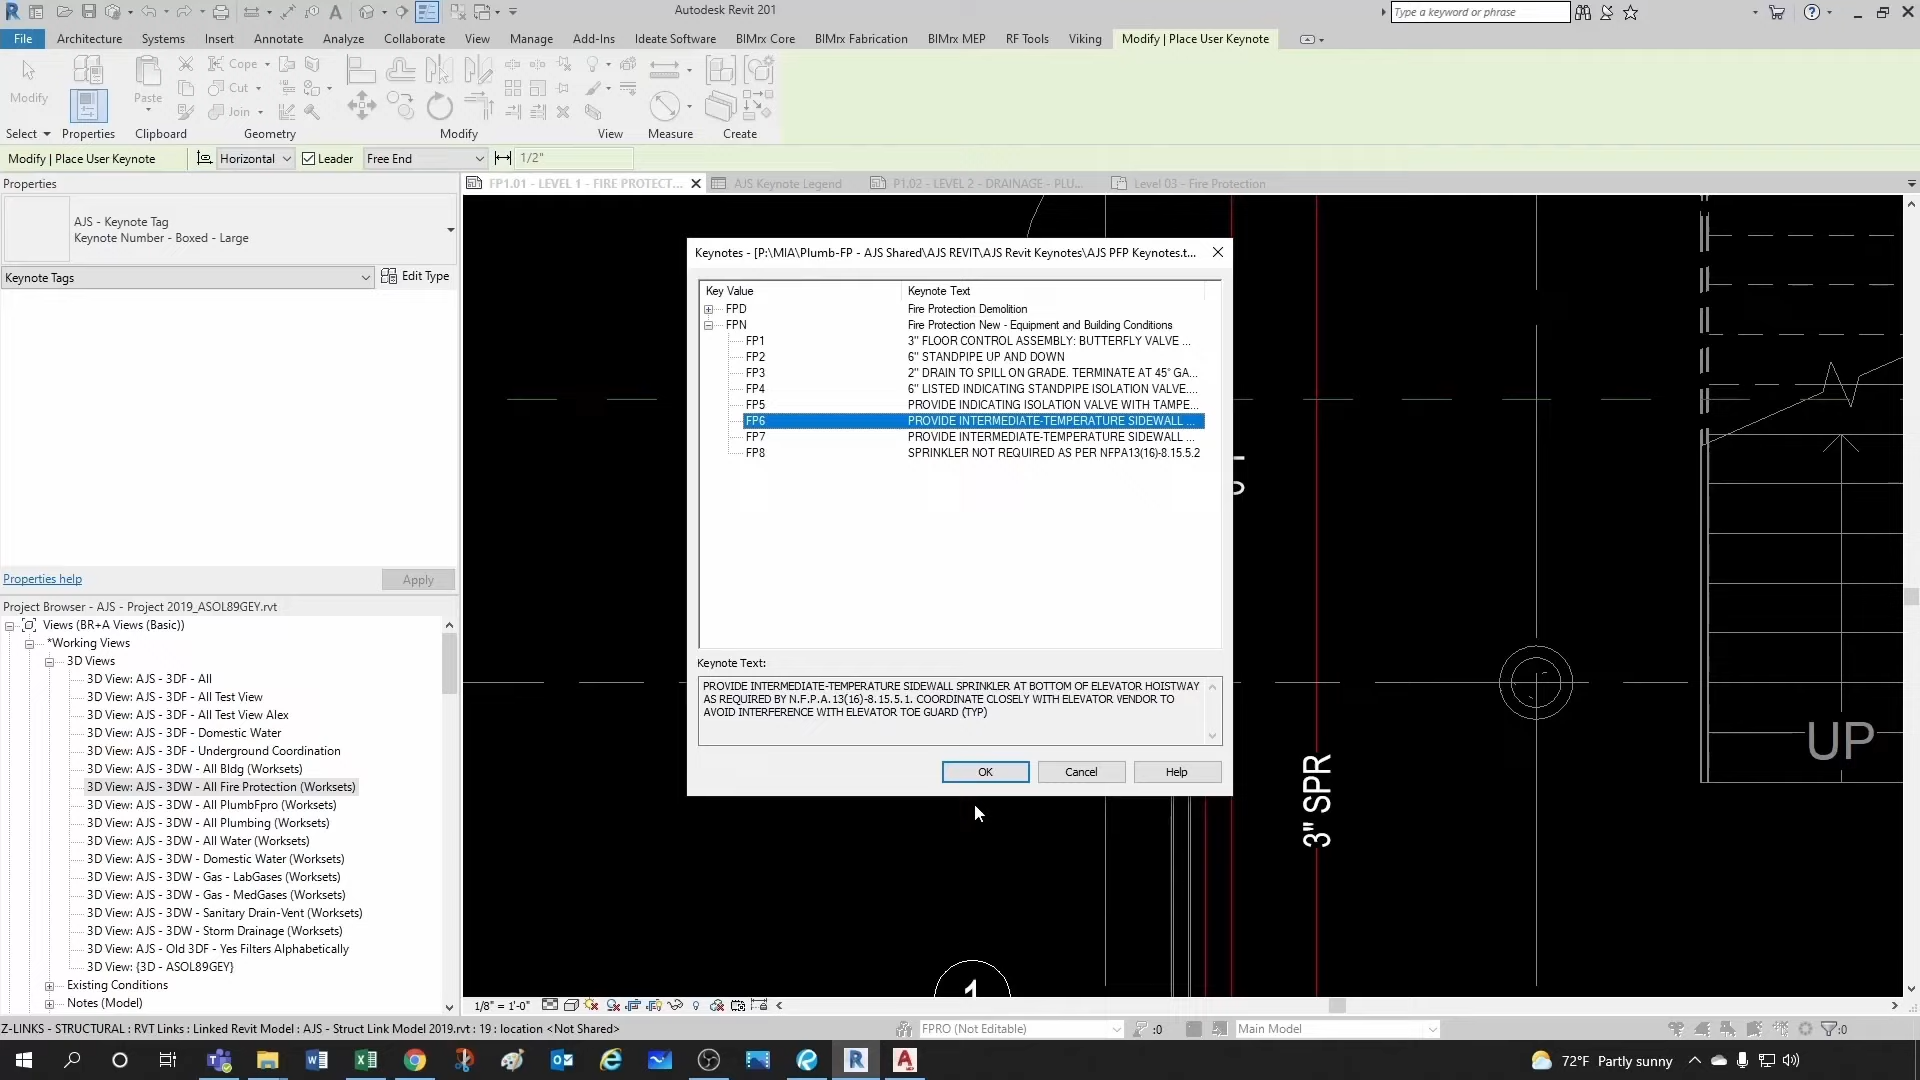 Autodesk Revit 201
Type a keyword or phrase
File Architecture Systems Insert Annotate Analyze Collaborate View Manage Add-Ins Ideate Software BIMrx Core BIMrx Fabrication BIMrx MEP RF Tools Viking Modify | Place User Keynote
Modify Paste Cope Cut Join
Select Properties Clipboard Geometry Modify View Measure Create
Modify | Place User Keynote Horizontal Leader Free End 1/2"
Properties
FP1.01 - LEVEL 1 - FIRE PROTECT... AJS Keynote Legend P1.02 - LEVEL 2 - DRAINAGE - PLU... Level 03 - Fire Protection
AJS - Keynote Tag
Keynote Number - Boxed - Large
Keynote Tags Edit Type
Properties help Apply
Project Browser - AJS - Project 2019_ASOL89GEY.rvt
Views (BR+A Views (Basic))
*Working Views
3D Views
3D View: AJS - 3DF - All
3D View: AJS - 3DF - All Test View
3D View: AJS - 3DF - All Test View Alex
3D View: AJS - 3DF - Domestic Water
3D View: AJS - 3DF - Underground Coordination
3D View: AJS - 3DW - All Bldg (Worksets)
3D View: AJS - 3DW - All Fire Protection (Worksets)
3D View: AJS - 3DW - All PlumbFpro (Worksets)
3D View: AJS - 3DW - All Plumbing (Worksets)
3D View: AJS - 3DW - All Water (Worksets)
3D View: AJS - 3DW - Domestic Water (Worksets)
3D View: AJS - 3DW - Gas - LabGases (Worksets)
3D View: AJS - 3DW - Gas - MedGases (Worksets)
3D View: AJS - 3DW - Sanitary Drain-Vent (Worksets)
3D View: AJS - 3DW - Storm Drainage (Worksets)
3D View: AJS - Old 3DF - Yes Filters Alphabetically
3D View: {3D - ASOL89GEY}
Existing Conditions
Notes (Model)
Keynotes - [P:\MIA\Plumb-FP - AJS Shared\AJS REVIT\AJS Revit Keynotes\AJS PFP Keynotes.t...
Key Value Keynote Text
FPD Fire Protection Demolition
FPN Fire Protection New - Equipment and Building Conditions
FP1 3" FLOOR CONTROL ASSEMBLY: BUTTERFLY VALVE ...
FP2 6" STANDPIPE UP AND DOWN
FP3 2" DRAIN TO SPILL ON GRADE. TERMINATE AT 45° GA...
FP4 6" LISTED INDICATING STANDPIPE ISOLATION VALVE....
FP5 PROVIDE INDICATING ISOLATION VALVE WITH TAMPE...
FP6 PROVIDE INTERMEDIATE-TEMPERATURE SIDEWALL ...
FP7 PROVIDE INTERMEDIATE-TEMPERATURE SIDEWALL ...
FP8 SPRINKLER NOT REQUIRED AS PER NFPA13(16)-8.15.5.2
Keynote Text:
PROVIDE INTERMEDIATE-TEMPERATURE SIDEWALL SPRINKLER AT BOTTOM OF ELEVATOR HOISTWAY
AS REQUIRED BY N.F.P.A.13(16)-8.15.5.1. COORDINATE CLOSELY WITH ELEVATOR VENDOR TO
AVOID INTERFERENCE WITH ELEVATOR TOE GUARD (TYP)
OK Cancel Help
3" SPR
UP
1
1/8" = 1'-0"
Z-LINKS - STRUCTURAL : RVT Links : Linked Revit Model : AJS - Struct Link Model 2019.rvt : 19 : location <Not Shared> FPRO (Not Editable) :0 Main Model :0
72°F Partly sunny